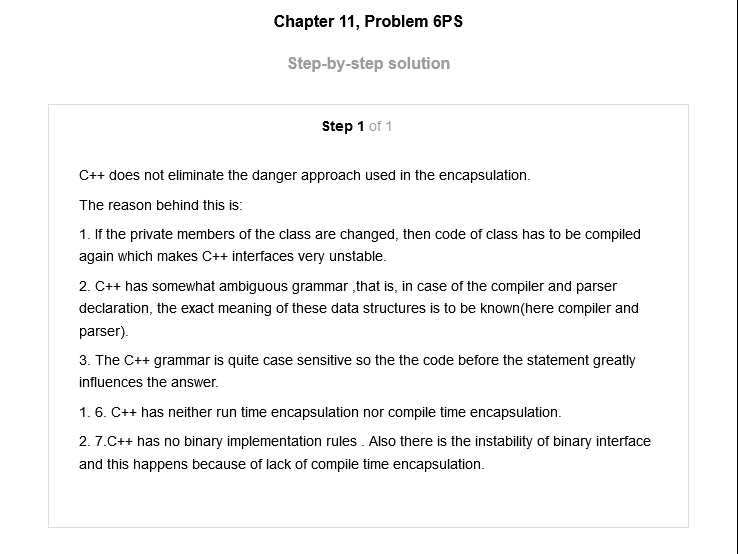 Chapter 11, Problem 6PS
Step-by-step solution
Step 1 of 1
C++ does not eliminate the danger approach used in the encapsulation.
The reason behind this is:
1. If the private members of the class are changed, then code of class has to be compiled
again which makes C++ interfaces very unstable.
2. C++ has somewhat ambiguous grammar ,that is, in case of the compiler and parser
declaration, the exact meaning of these data structures is to be known(here compiler and
parser).
3. The C++ grammar is quite case sensitive so the the code before the statement greatly
influences the answer.
1. 6. C++ has neither run time encapsulation nor compile time encapsulation.
2. 7.C++ has no binary implementation rules . Also there is the instability of binary interface
and this happens because of lack of compile time encapsulation.